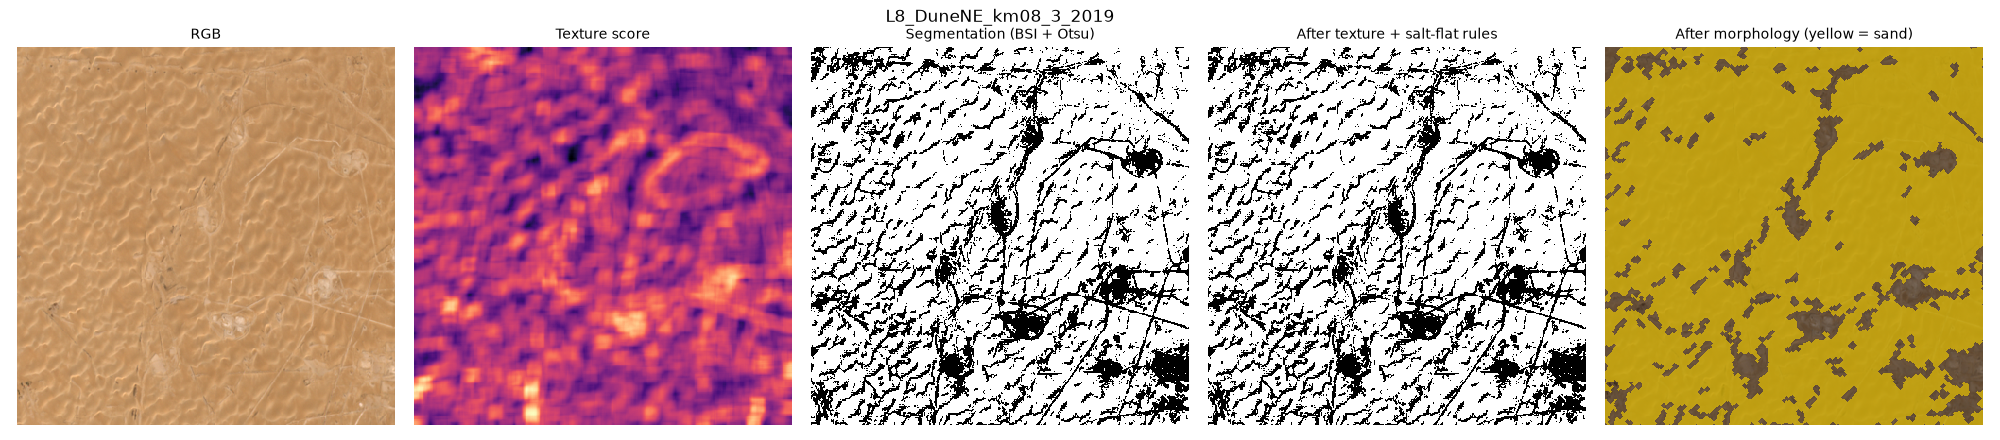 L8_DuneNE_km08_3_2019
RGB
Texture score
Segmentation (BSI + Otsu)
After texture + salt-flat rules
After morphology (yellow = sand)